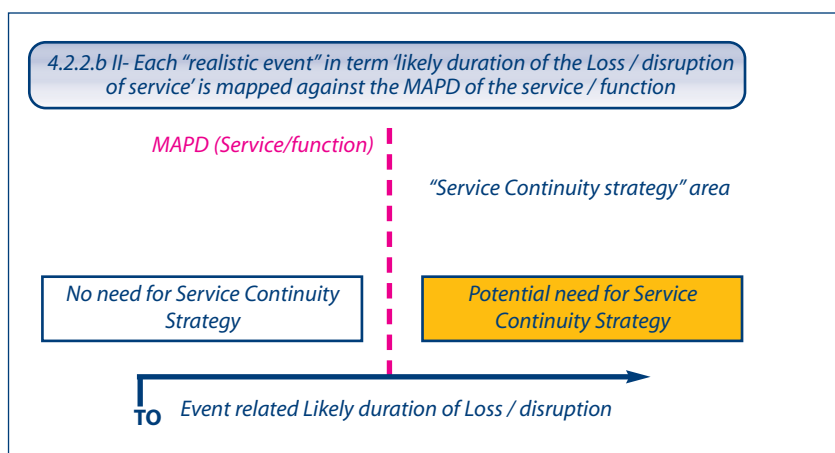 4.2.2.b II- Each “realistic event” in term ‘likely duration of the Loss / disruption
of service’ is mapped against the MAPD of the service / function
MAPD (Service/function)
“Service Continuity strategy” area
No need for Service Continuity
Strategy
Potential need for Service
Continuity Strategy
TO
Event related Likely duration of Loss / disruption